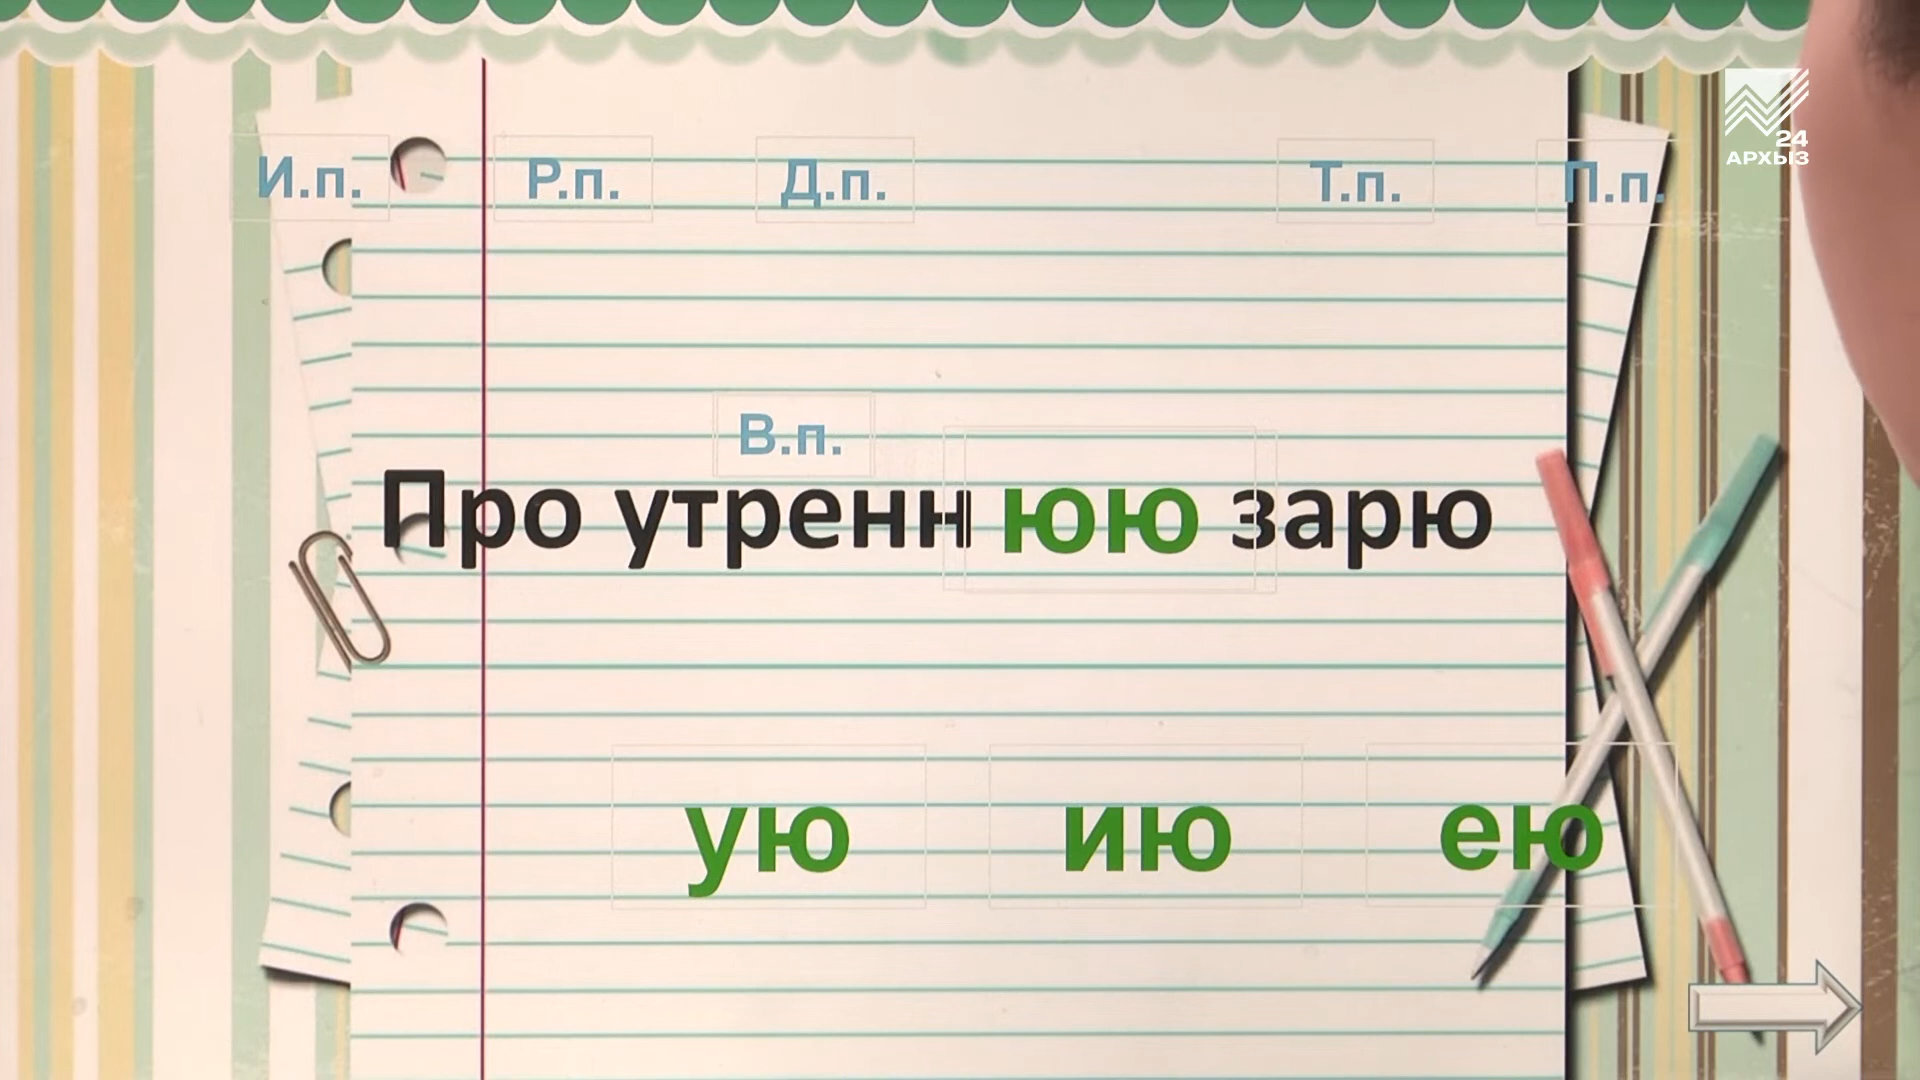 24
АРХЫЗ
И.п. Р.п. Д.п. Т.п. П.п.
В.п.
Про утренн юю зарю
ую ию ею